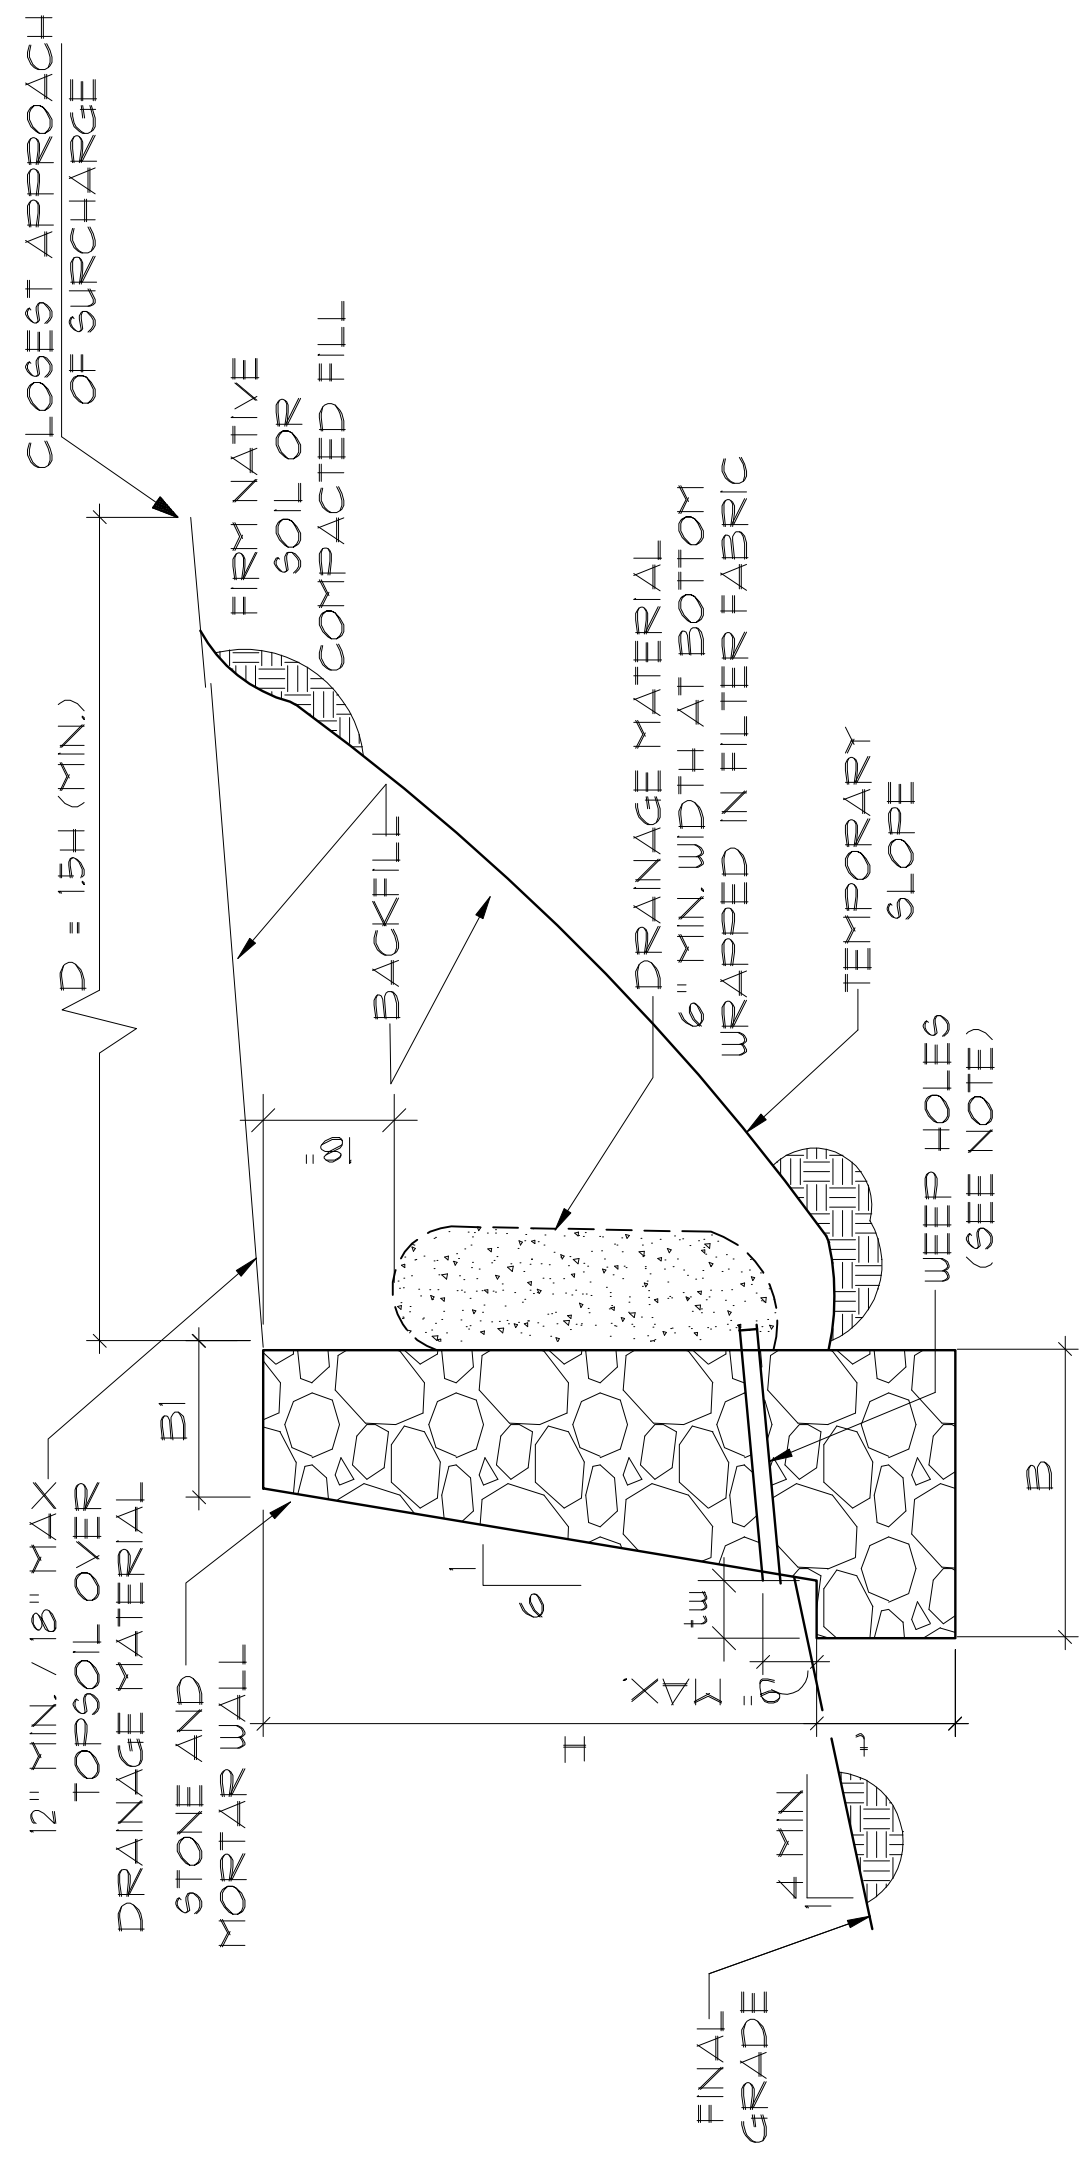 CLOSEST APPROACH
OF SURCHARGE
D = 1.5H (MIN.)
12" MIN. / 18" MAX
TOPSOIL OVER
DRAINAGE MATERIAL
B1
STONE AND
MORTAR WALL
FIRM NATIVE
SOIL OR
COMPACTED FILL
18"
BACKFILL
1
6
H
DRAINAGE MATERIAL
6" MIN. WIDTH AT BOTTOM
WRAPPED IN FILTER FABRIC
tw
6"
MAX.
TEMPORARY
SLOPE
4 MIN
1
t
FINAL
GRADE
WEEP HOLES
(SEE NOTE)
B